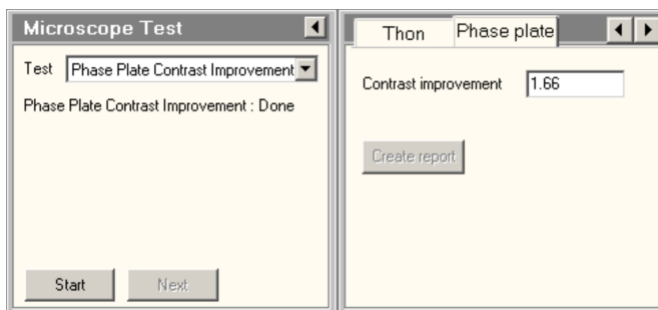 Microscope Test
Test Phase Plate Contrast Improvement
Phase Plate Contrast Improvement : Done
Start Next
Thon Phase plate
Contrast improvement 1.66
Create report